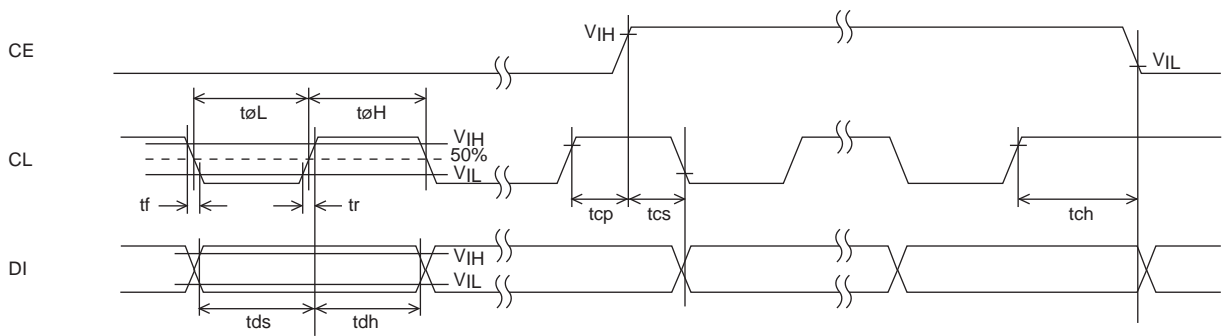 CE
VIH
VIL
tøL
tøH
CL
VIH
50%
VIL
tf
tr
tcp
tcs
tch
DI
VIH
VIL
tds
tdh